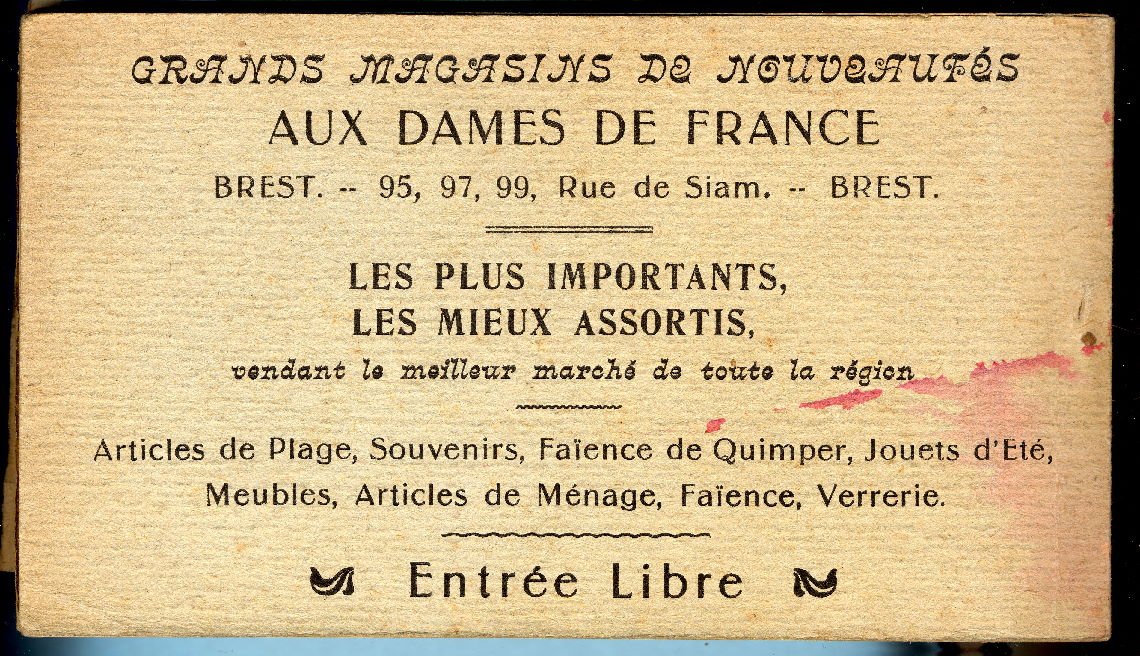 GRANDS MAGASINS DE NOUVEAUTÉS
AUX DAMES DE FRANCE
BREST. -- 95, 97, 99, Rue de Siam. -- BREST.
LES PLUS IMPORTANTS,
LES MIEUX ASSORTIS,
vendant le meilleur marché de toute la région
Articles de Plage, Souvenirs, Faïence de Quimper, Jouets d'Eté,
Meubles, Articles de Ménage, Faïence, Verrerie.
Entrée Libre